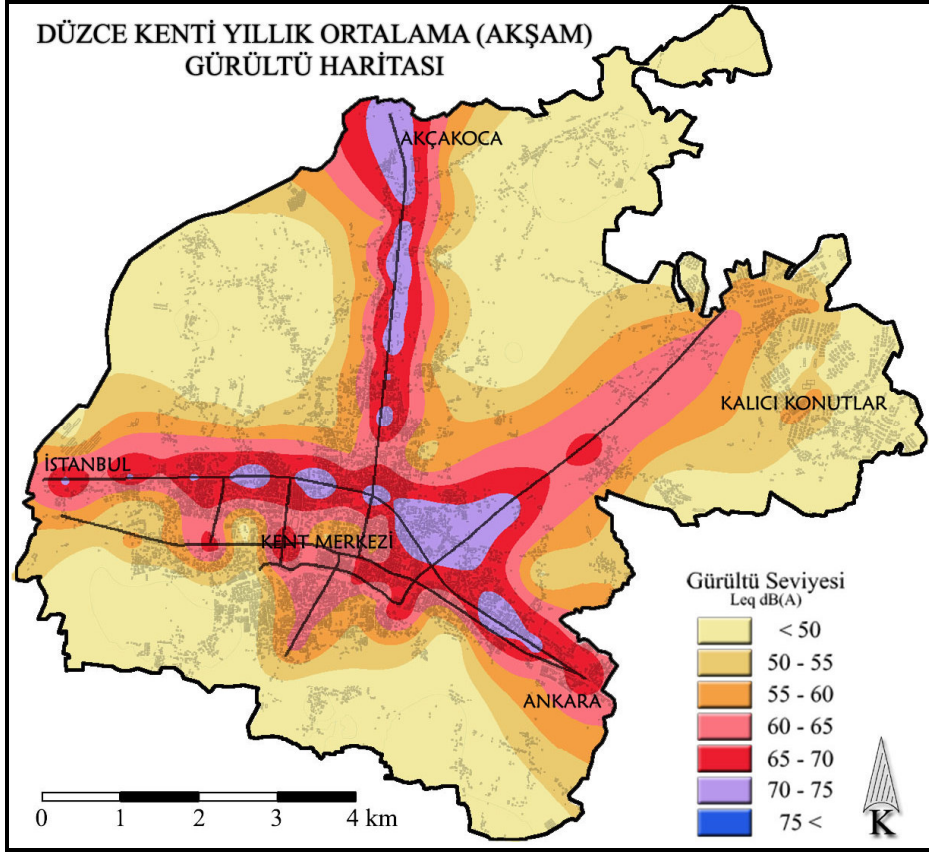 DÜZCE KENTİ YILLIK ORTALAMA (AKŞAM)
GÜRÜLTÜ HARİTASI
AKÇAKOCA
KALICI KONUTLAR
İSTANBUL
KENT MERKEZİ
ANKARA
Gürültü Seviyesi
Leq dB(A)
< 50
50 - 55
55 - 60
60 - 65
65 - 70
70 - 75
75 <
0 1 2 3 4 km
K